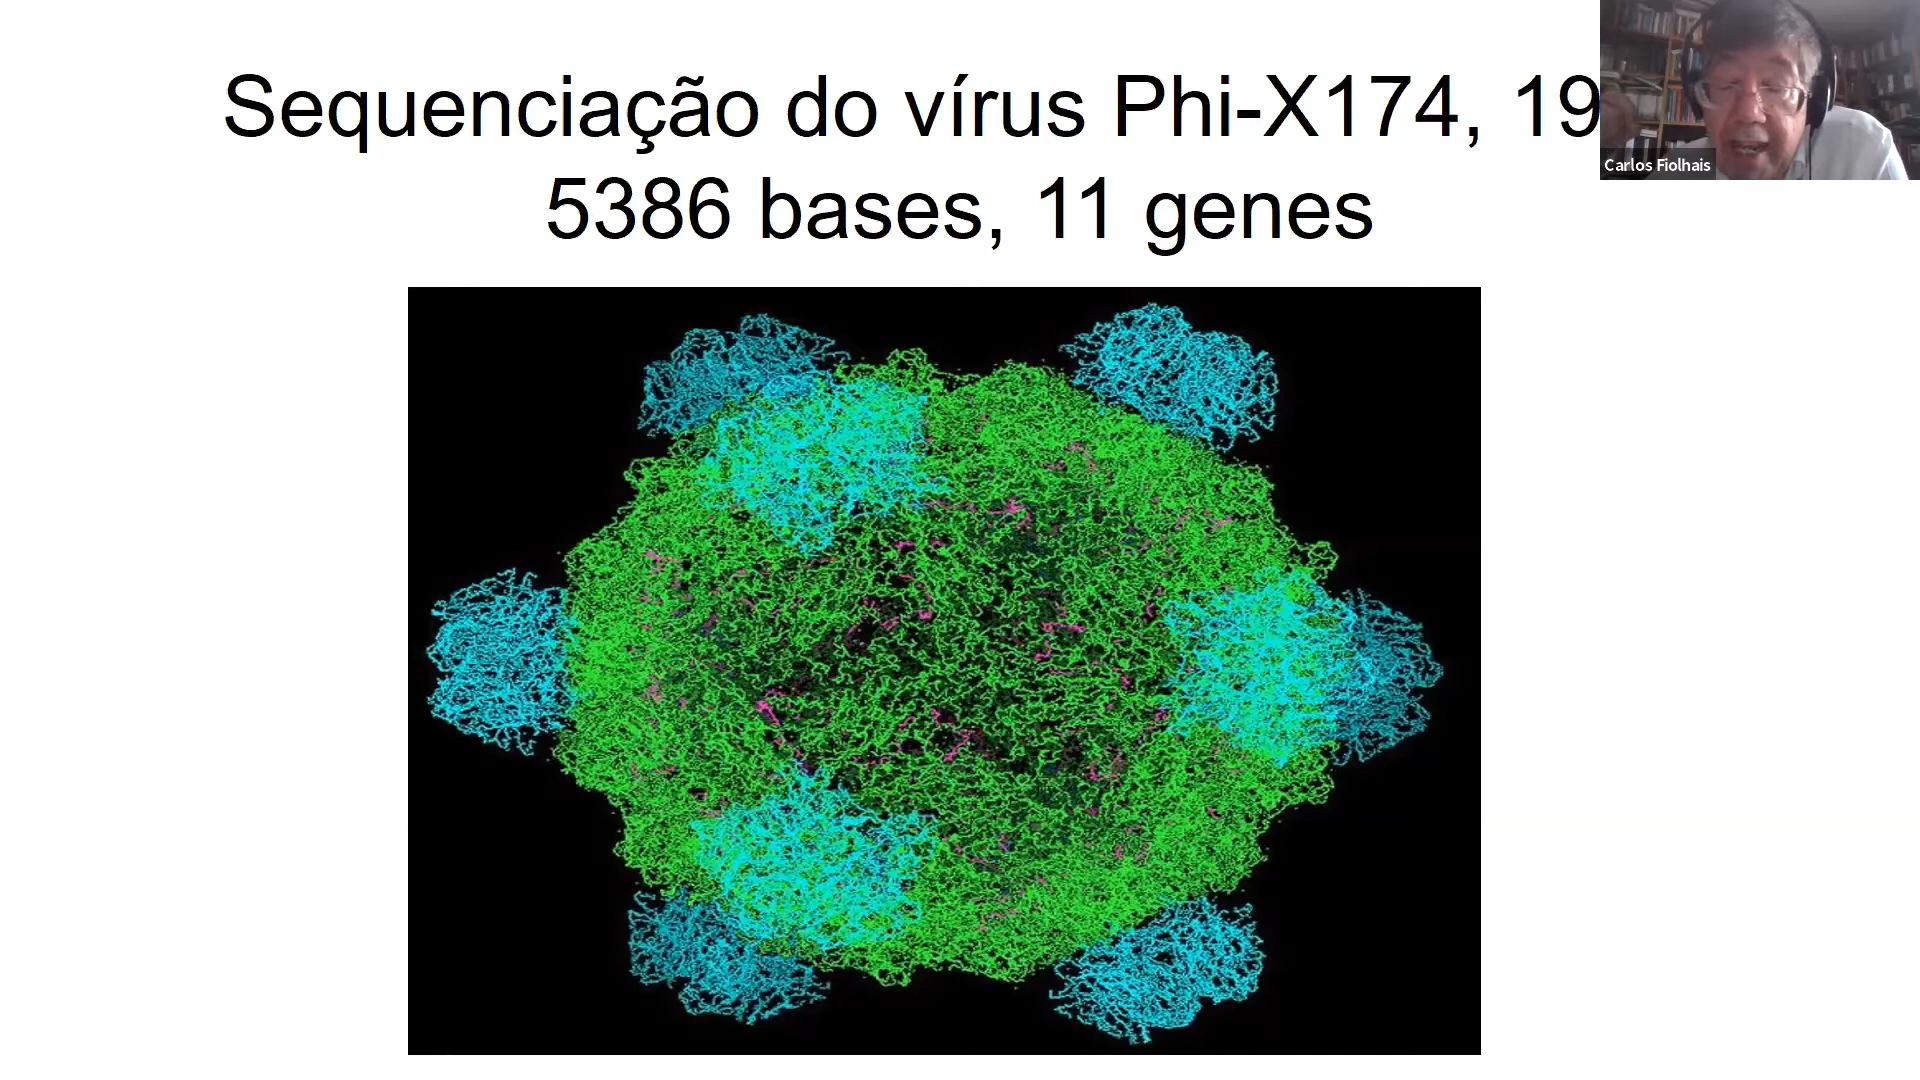 Sequenciação do vírus Phi-X174, 19
5386 bases, 11 genes
Carlos Fiolhais